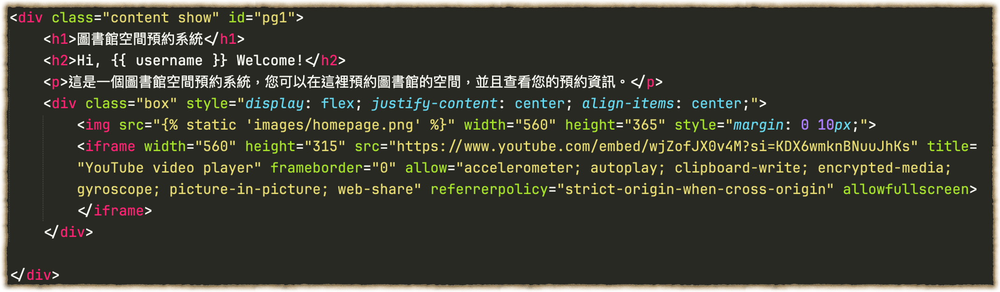 <div class="content show" id="pg1">
<h1>圖書館空間預約系統</h1>
<h2>Hi, {{ username }} Welcome!</h2>
<p>這是一個圖書館空間預約系統，您可以在這裡預約圖書館的空間，並且查看您的預約資訊。</p>
<div class="box" style="display: flex; justify-content: center; align-items: center;">
<img src="{% static 'images/homepage.png' %}" width="560" height="365" style="margin: 0 10px;">
<iframe width="560" height="315" src="https://www.youtube.com/embed/wjZofJX0v4M?si=KDX6wmknBNuuJhKs" title=
"YouTube video player" frameborder="0" allow="accelerometer; autoplay; clipboard-write; encrypted-media;
gyroscope; picture-in-picture; web-share" referrerpolicy="strict-origin-when-cross-origin" allowfullscreen>
</iframe>
</div>
</div>